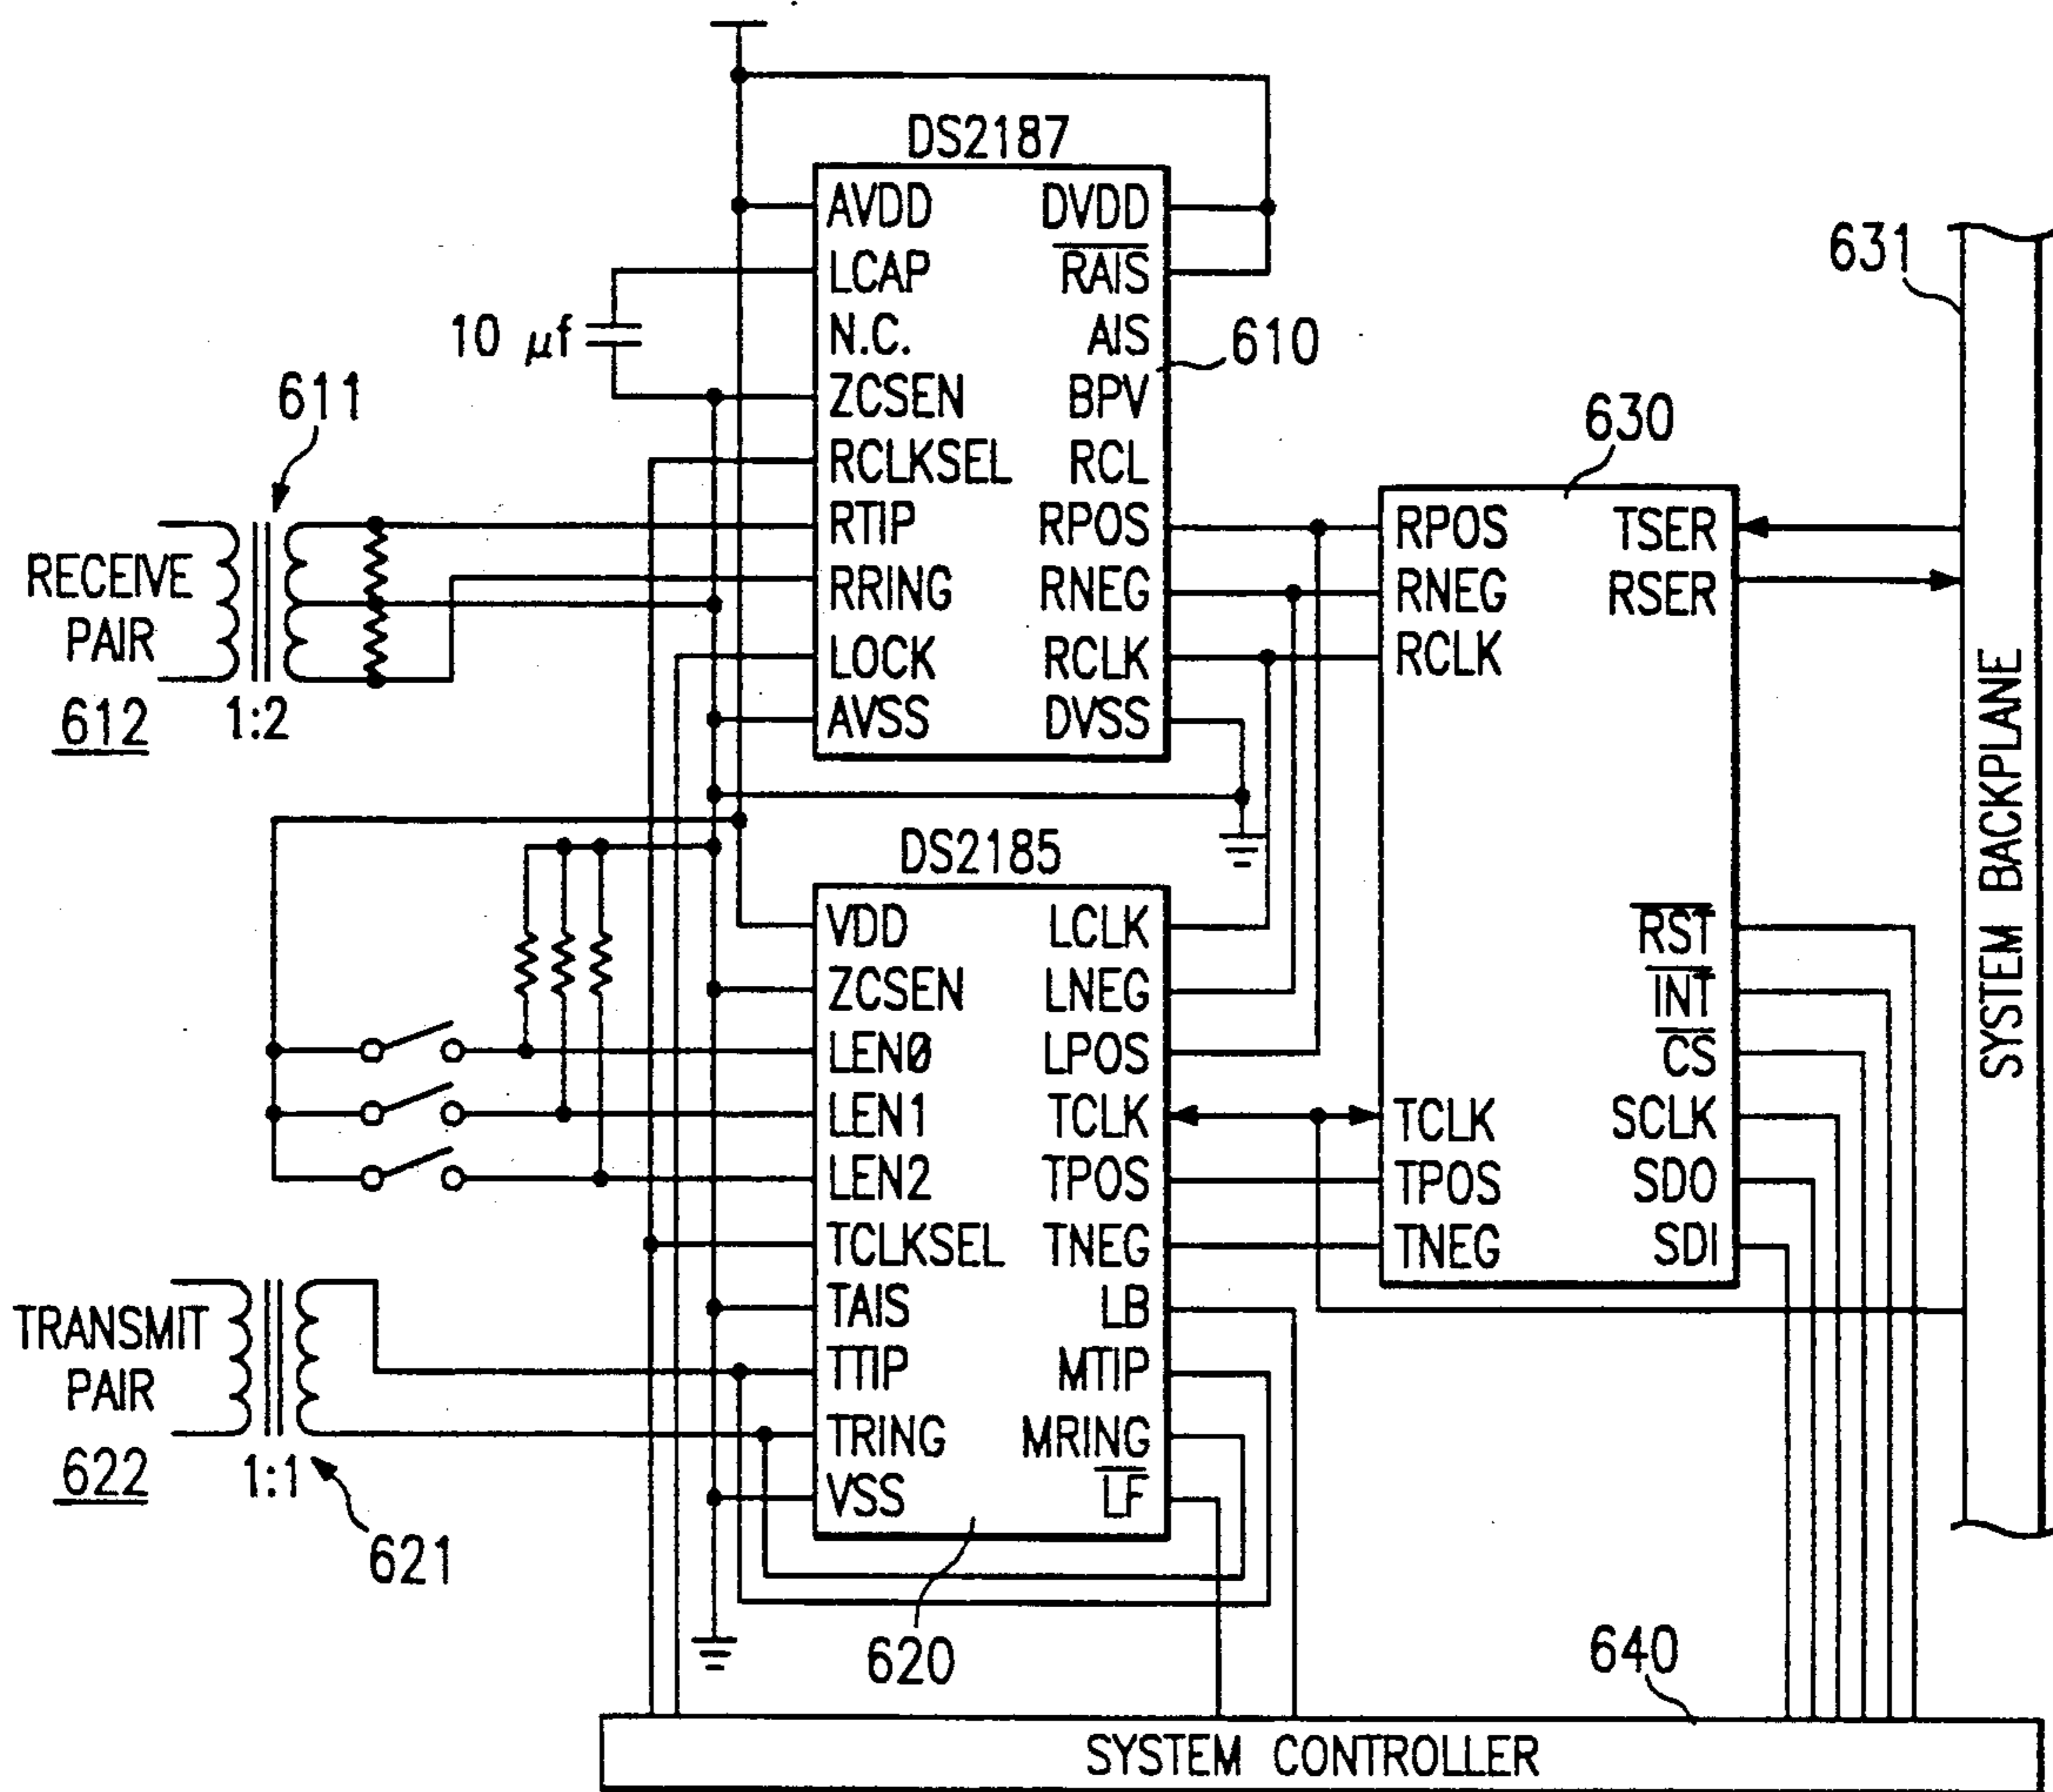 DS2187
AVDD DVDD
LCAP RAIS
N.C. AIS
ZCSEN BPV
RCLKSEL RCL
RTIP RPOS
RRING RNEG
LOCK RCLK
AVSS DVSS
10 µf
610
611
RECEIVE
PAIR
612
1:2
630
RPOS TSER
RNEG RSER
RCLK
RST
INT
CS
TCLK SCLK
TPOS SDO
TNEG SDI
631
SYSTEM BACKPLANE
DS2185
VDD LCLK
ZCSEN LNEG
LEN0 LPOS
LEN1 TCLK
LEN2 TPOS
TCLKSEL TNEG
TAIS LB
TTIP MTIP
TRING MRING
VSS LF
TRANSMIT
PAIR
622
1:1
621
620
640
SYSTEM CONTROLLER